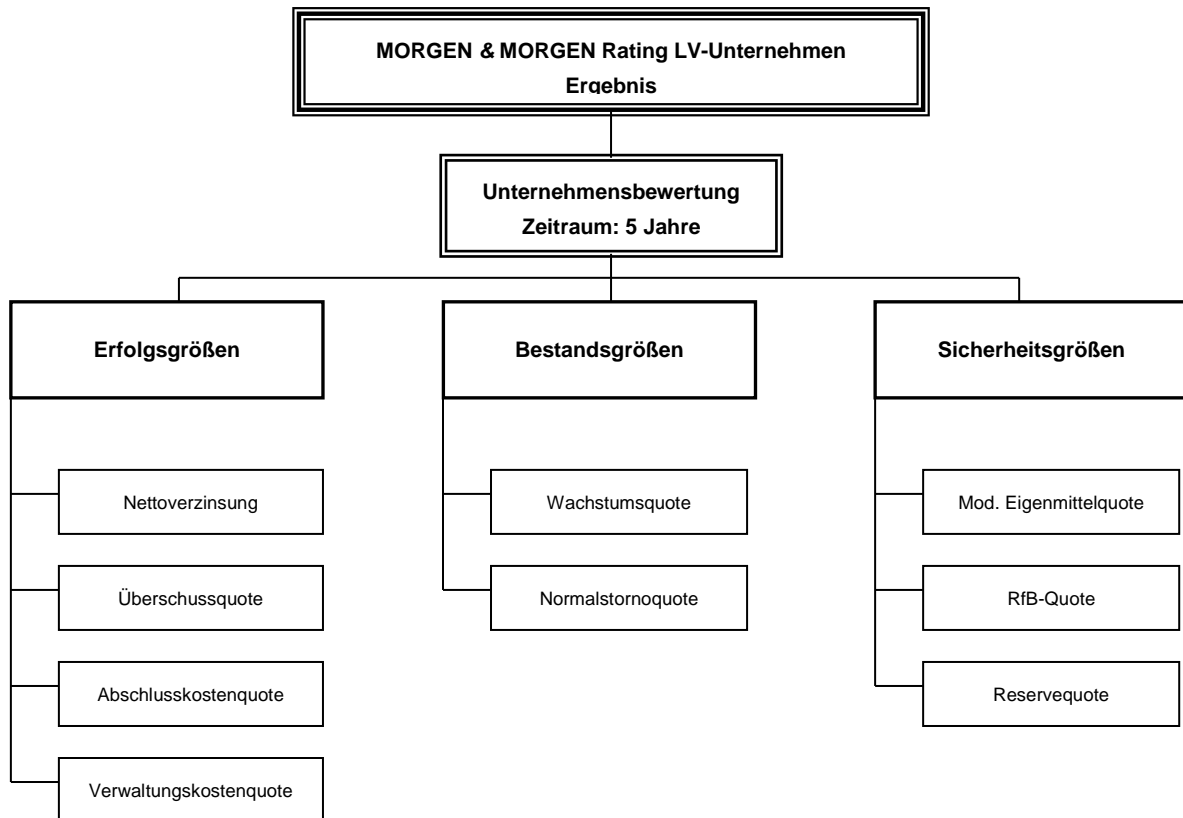 MORGEN & MORGEN Rating LV-Unternehmen
Ergebnis
Unternehmensbewertung
Zeitraum: 5 Jahre
Erfolgsgrößen
Bestandsgrößen
Sicherheitsgrößen
Nettoverzinsung
Wachstumsquote
Mod. Eigenmittelquote
Überschussquote
Normalstornoquote
RfB-Quote
Abschlusskostenquote
Reservequote
Verwaltungskostenquote